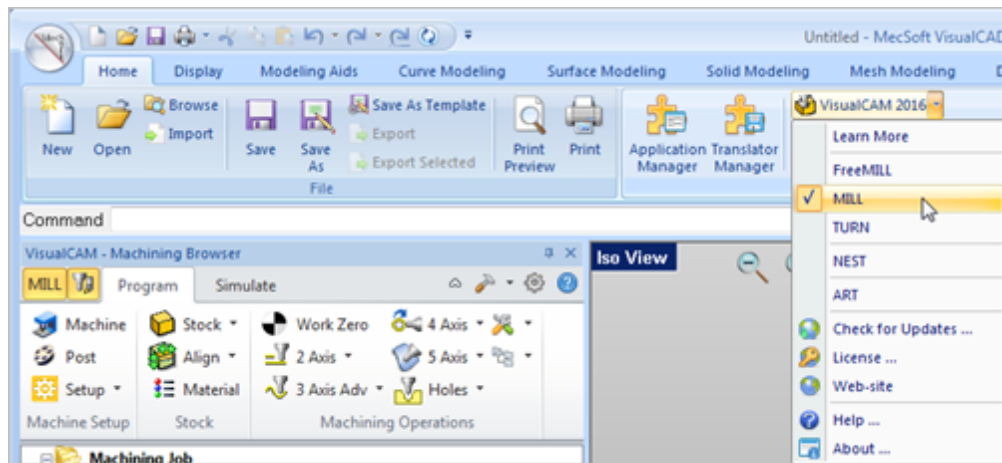 Untitled - MecSoft VisualCAD
Home Display Modeling Aids Curve Modeling Surface Modeling Solid Modeling Mesh Modeling
New Open Browse Import Save Save As Save As Template Export Export Selected Print Preview Print Application Manager Translator Manager VisualCAM 2016
File
Learn More
FreeMILL
MILL
TURN
NEST
ART
Check for Updates ...
License ...
Web-site
Help ...
About ...
Command
VisualCAM - Machining Browser
Iso View
MILL Program Simulate
Machine Stock Work Zero 4 Axis
Post Align 2 Axis 5 Axis
Setup Material 3 Axis Adv Holes
Machine Setup Stock Machining Operations
Machining Job